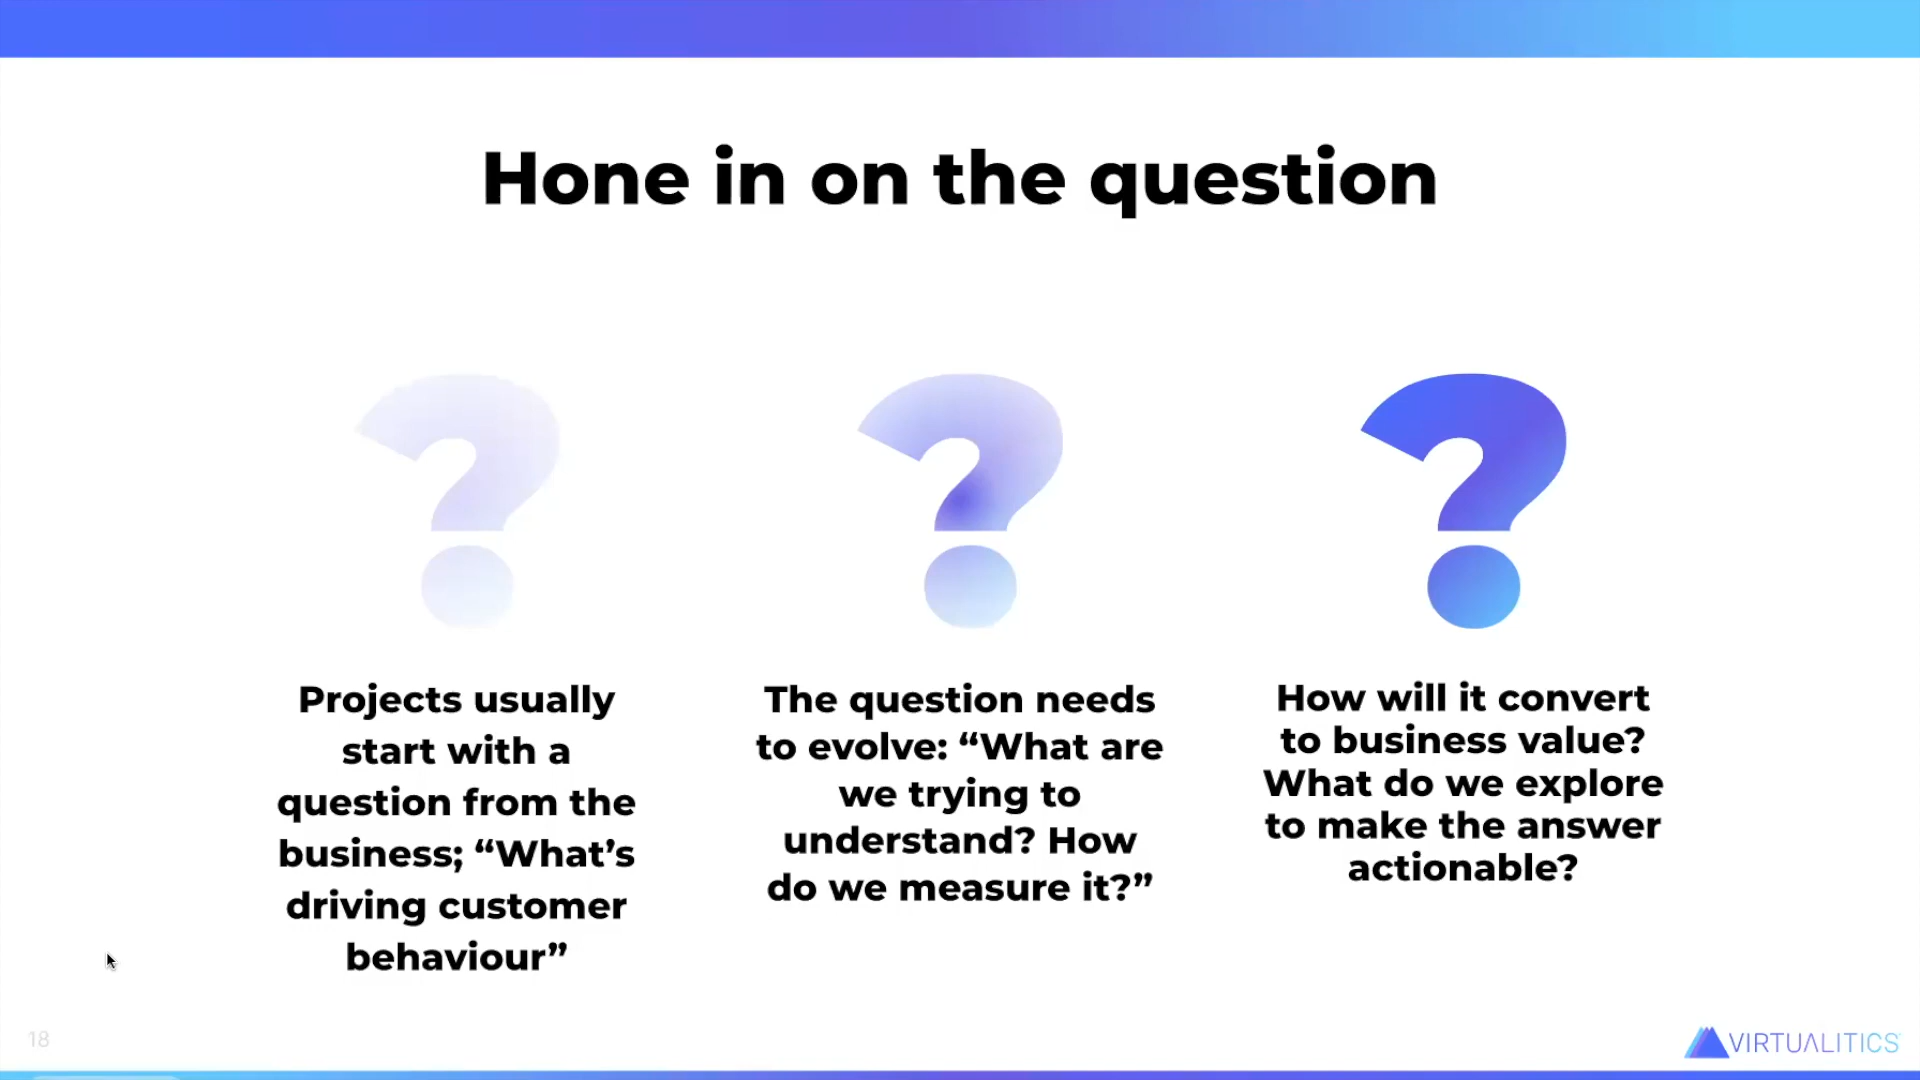 Hone in on the question
?
?
?
Projects usually
start with a
question from the
business; “What’s
driving customer
behaviour”
The question needs
to evolve: “What are
we trying to
understand? How
do we measure it?”
How will it convert
to business value?
What do we explore
to make the answer
actionable?
18
VIRTUALITICS